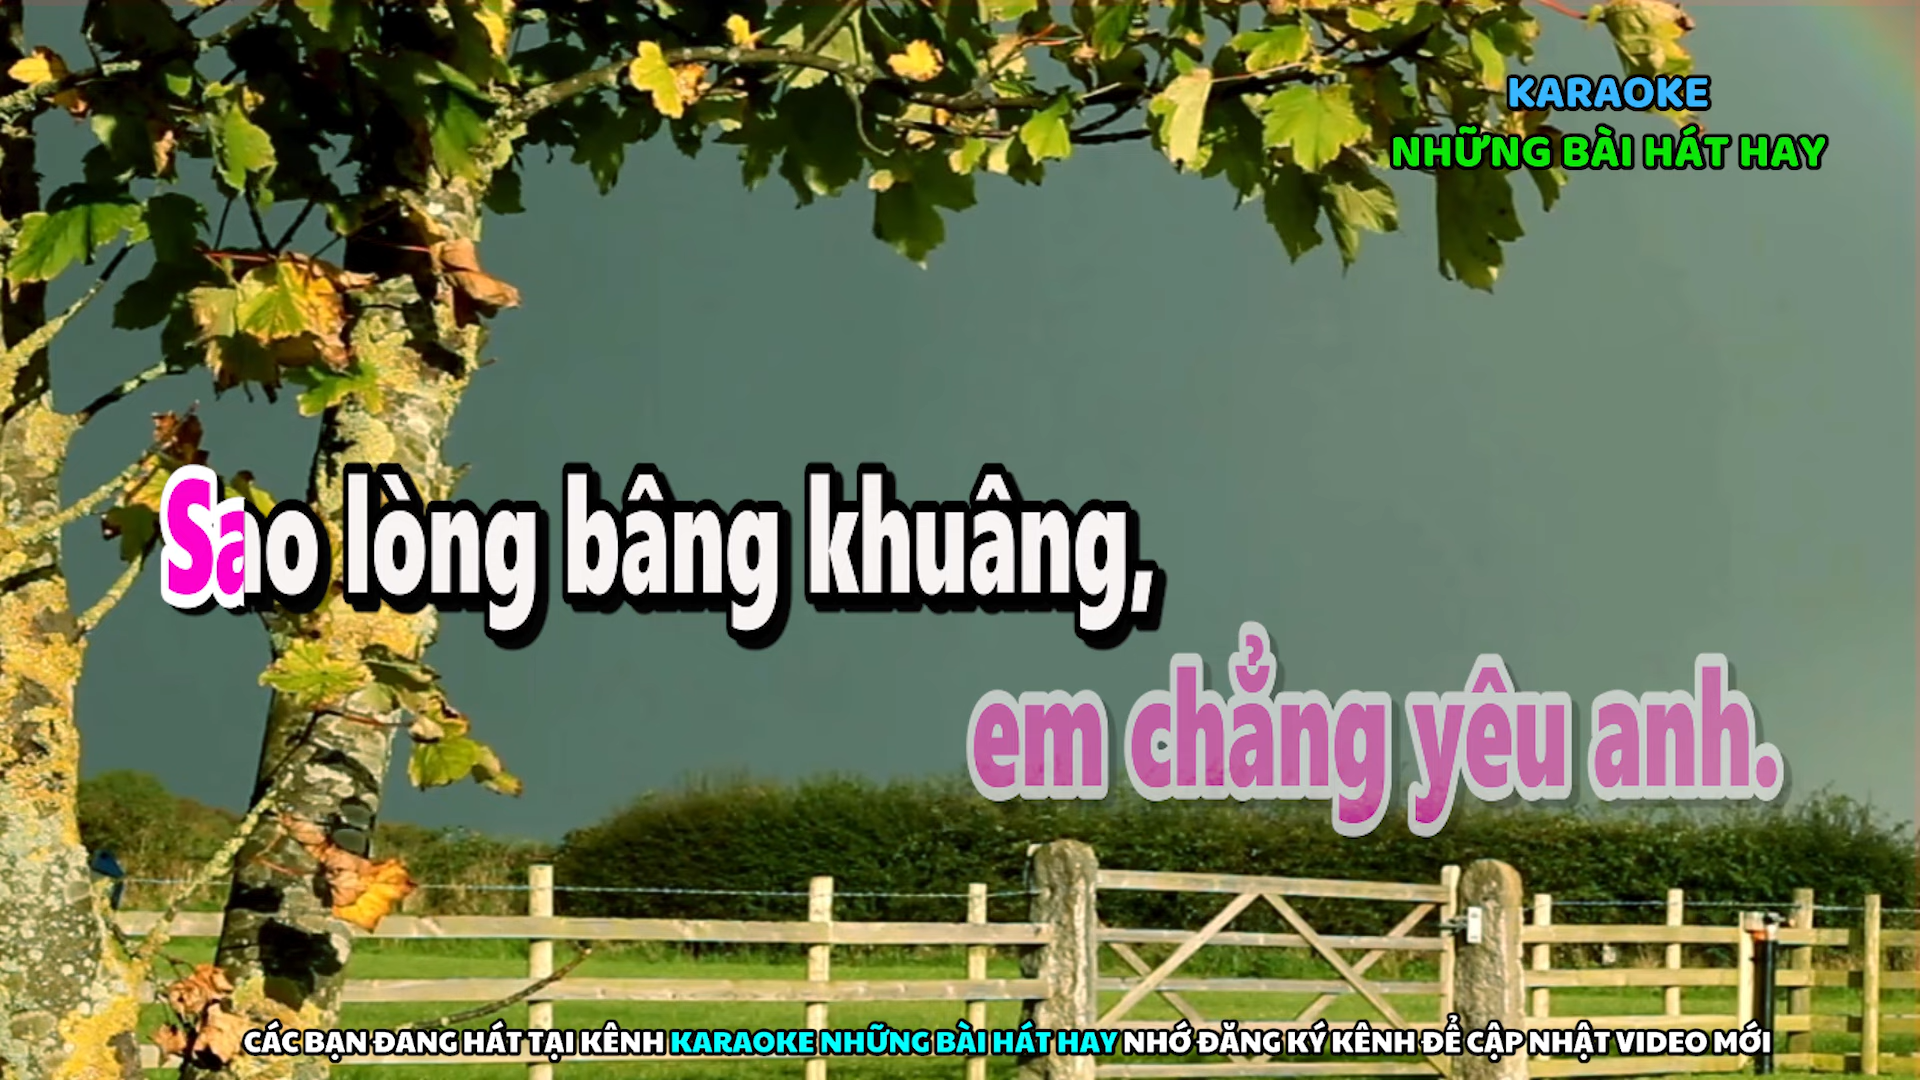 KARAOKE
NHỮNG BÀI HÁT HAY
Sao lòng bâng khuâng,
em chẳng yêu anh.
CÁC BẠN ĐANG HÁT TẠI KÊNH KARAOKE NHỮNG BÀI HÁT HAY NHỚ ĐĂNG KÝ KÊNH ĐỂ CẬP NHẬT VIDEO MỚI